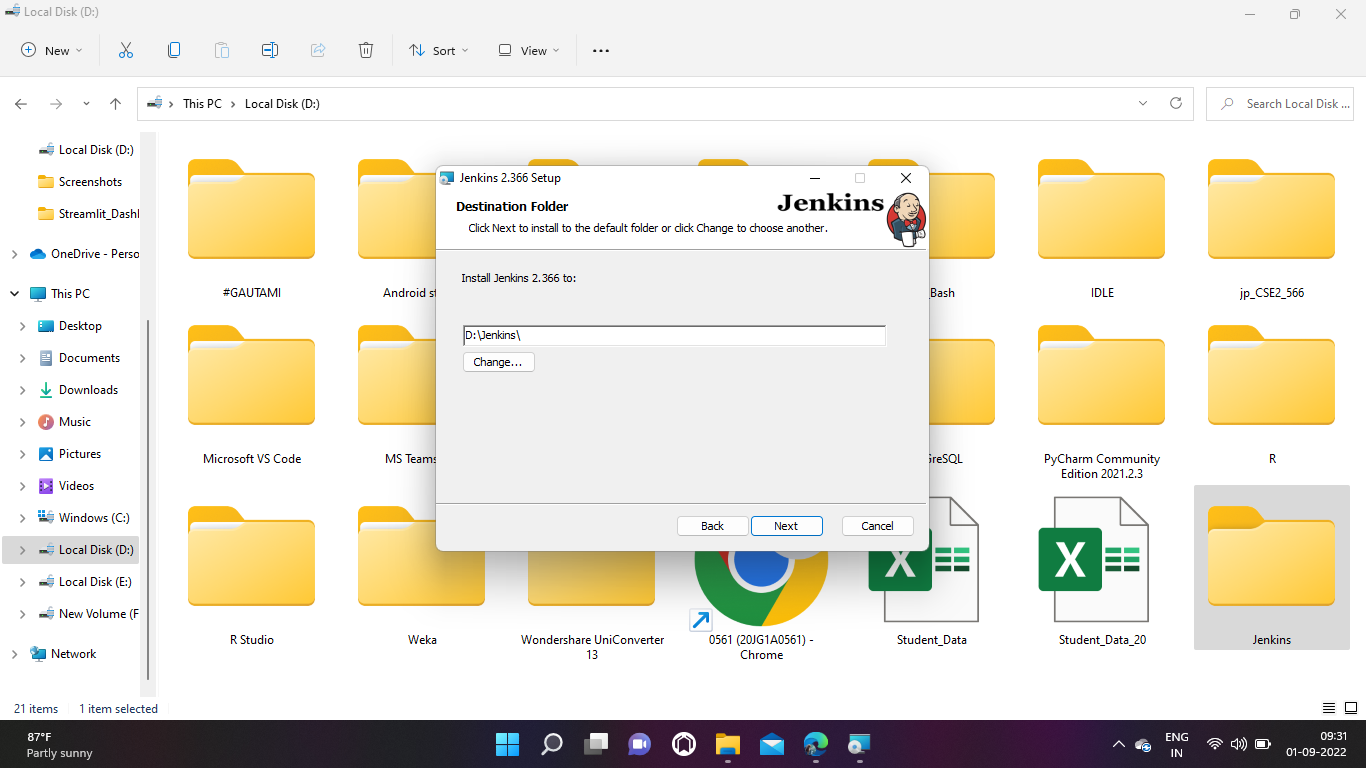 Local Disk (D:)
New
Sort
View
This PC
Local Disk (D:)
Search Local Disk ...
Local Disk (D:)
Screenshots
Streamlit_Dashl
OneDrive - Perso
This PC
Desktop
Documents
Downloads
Music
Pictures
Videos
Windows (C:)
Local Disk (D:)
Local Disk (E:)
New Volume (F
Network
#GAUTAMI
Android st
Bash
IDLE
jp_CSE2_566
Microsoft VS Code
MS Teams
GreSQL
PyCharm Community
Edition 2021.2.3
R
R Studio
Weka
Wondershare UniConverter
13
0561 (20JG1A0561) -
Chrome
Student_Data
Student_Data_20
Jenkins
Jenkins 2.366 Setup
Destination Folder
Jenkins
Click Next to install to the default folder or click Change to choose another.
Install Jenkins 2.366 to:
D:\Jenkins\
Change...
Back
Next
Cancel
21 items
1 item selected
87°F
Partly sunny
ENG
IN
09:31
01-09-2022